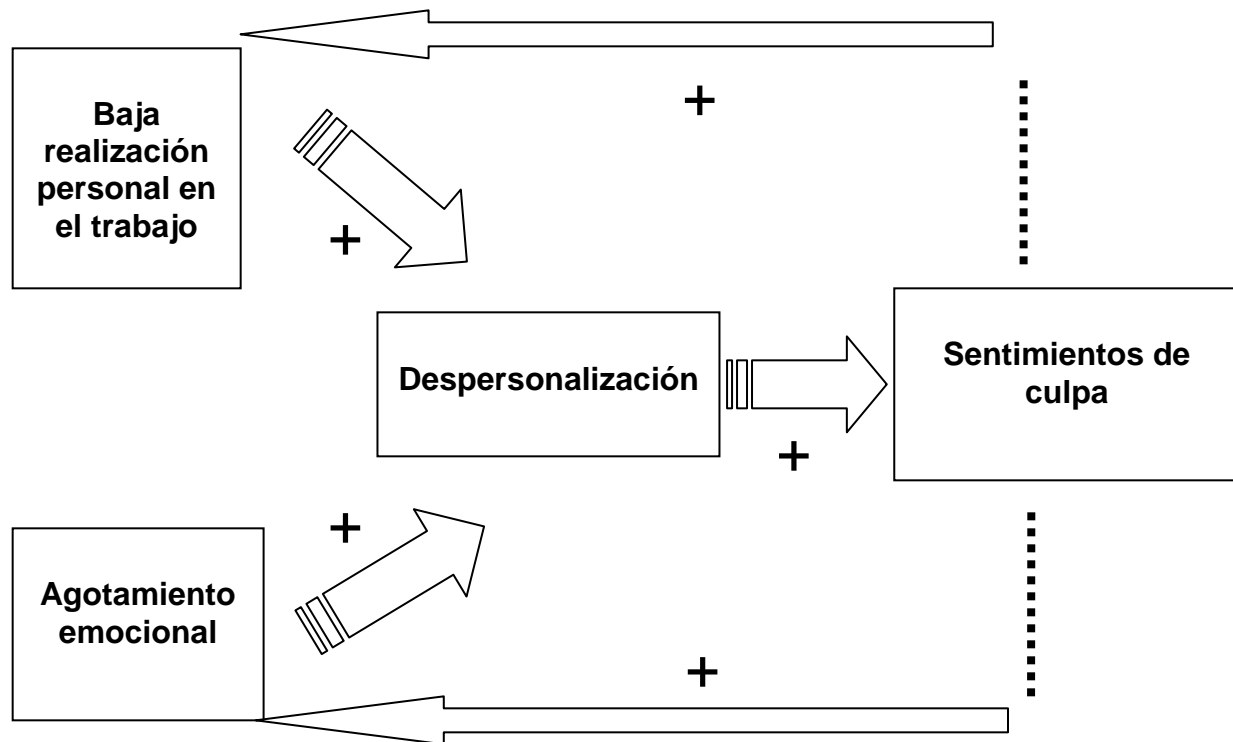 +
Baja
realización
personal en
el trabajo
+
Despersonalización
Sentimientos de
culpa
+
+
Agotamiento
emocional
+